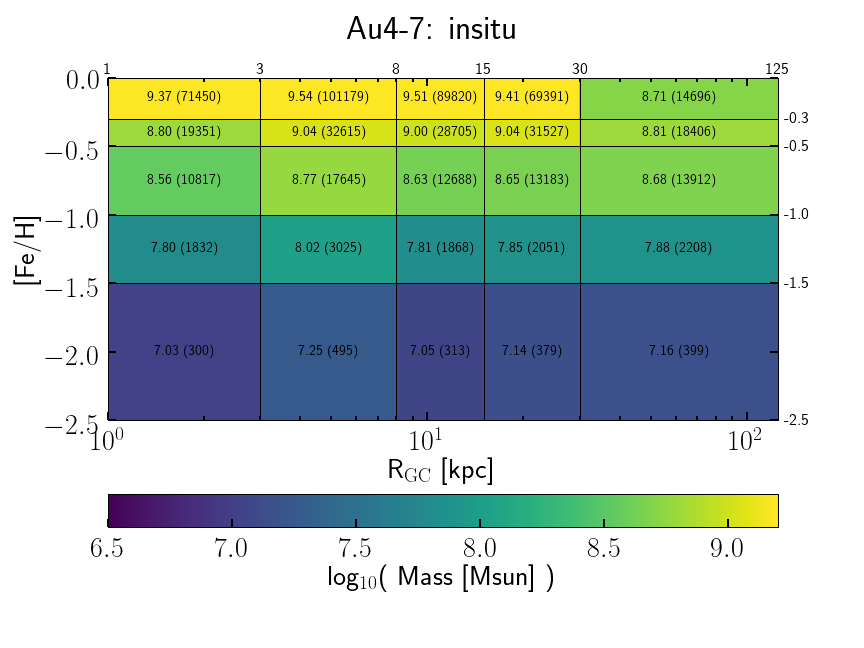 Au4-7: insitu
1 3 8 15 30 125
0.0
9.37 (71450) 9.54 (101179) 9.51 (89820) 9.41 (69391) 8.71 (14696)
-0.3
8.80 (19351) 9.04 (32615) 9.00 (28705) 9.04 (31527) 8.81 (18406)
−0.5 -0.5
8.56 (10817) 8.77 (17645) 8.63 (12688) 8.65 (13183) 8.68 (13912)
−1.0 -1.0
[Fe/H]
7.80 (1832) 8.02 (3025) 7.81 (1868) 7.85 (2051) 7.88 (2208)
−1.5 -1.5
7.03 (300) 7.25 (495) 7.05 (313) 7.14 (379) 7.16 (399)
−2.0
−2.5 -2.5
10⁰ 10¹ 10²
R_GC [kpc]
6.5 7.0 7.5 8.0 8.5 9.0
log₁₀( Mass [Msun] )